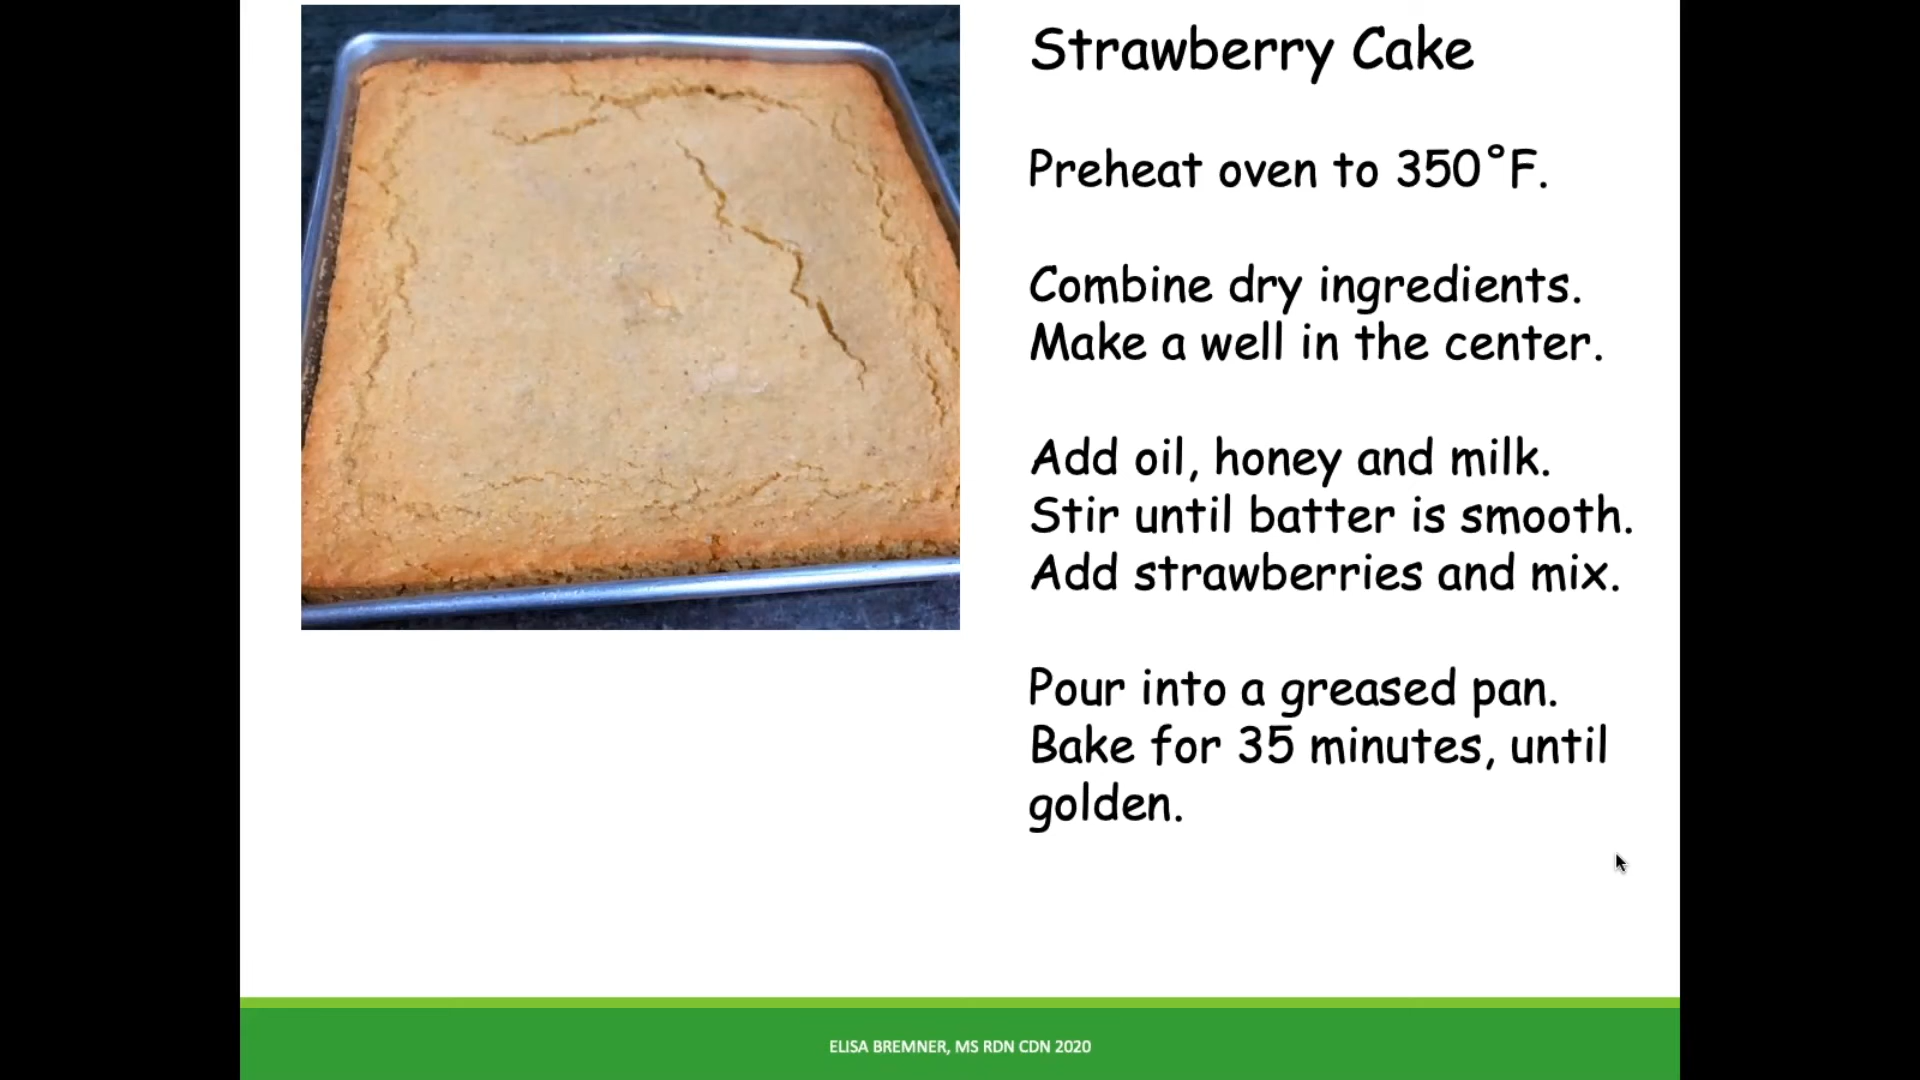 Strawberry Cake
Preheat oven to 350˚F.
Combine dry ingredients.
Make a well in the center.
Add oil, honey and milk.
Stir until batter is smooth.
Add strawberries and mix.
Pour into a greased pan.
Bake for 35 minutes, until
golden.
ELISA BREMNER, MS RDN CDN 2020